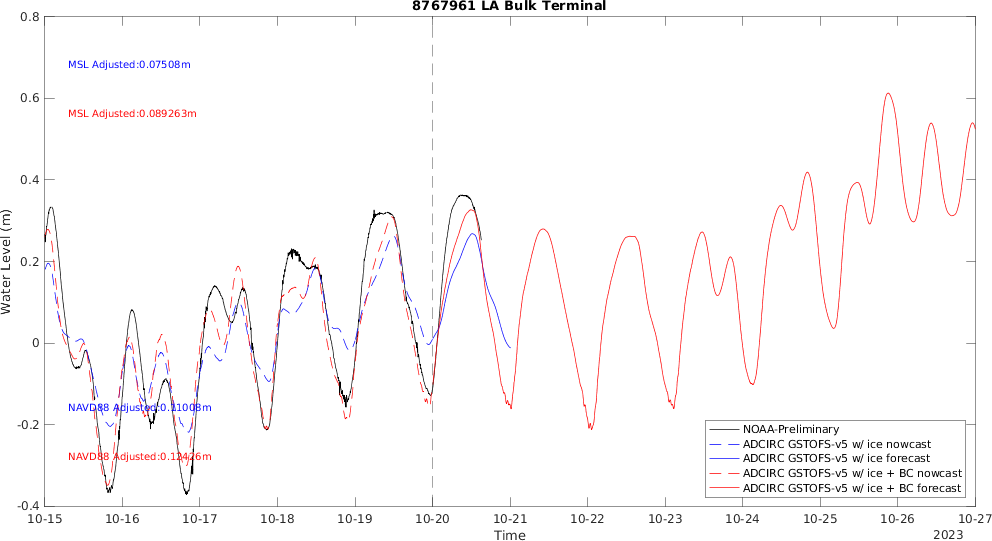 8767961 LA Bulk Terminal
0.8
0.6
0.4
0.2
0
-0.2
-0.4
Water Level (m)
MSL Adjusted:0.07508m
MSL Adjusted:0.089263m
NAVD88 Adjusted:0.11008m
NAVD88 Adjusted:0.12426m
NOAA-Preliminary
ADCIRC GSTOFS-v5 w/ ice nowcast
ADCIRC GSTOFS-v5 w/ ice forecast
ADCIRC GSTOFS-v5 w/ ice + BC nowcast
ADCIRC GSTOFS-v5 w/ ice + BC forecast
10-15 10-16 10-17 10-18 10-19 10-20 10-21 10-22 10-23 10-24 10-25 10-26 10-27
Time
2023